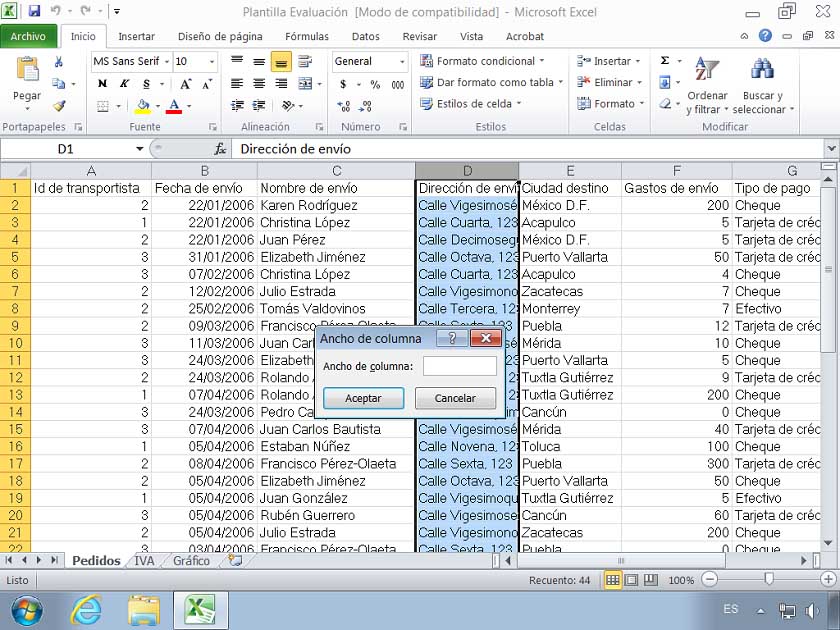 Plantilla Evaluación [Modo de compatibilidad] - Microsoft Excel
Archivo Inicio Insertar Diseño de página Fórmulas Datos Revisar Vista Acrobat
Pegar
MS Sans Serif 10
N K S A A
A
General
$ % 000
Formato condicional
Dar formato como tabla
Estilos de celda
Insertar
Eliminar
Formato
Σ
Ordenar y filtrar
Buscar y seleccionar
Portapapeles Fuente Alineación Número Estilos Celdas Modificar
D1 fx Dirección de envío
A B C D E F G
1 Id de transportista Fecha de envío Nombre de envío Dirección de enví Ciudad destino Gastos de envío Tipo de pago
2 2 22/01/2006 Karen Rodríguez Calle Vigesimosé México D.F. 200 Cheque
3 1 22/01/2006 Christina López Calle Cuarta, 123 Acapulco 5 Tarjeta de créd
4 2 22/01/2006 Juan Pérez Calle Decimoseg México D.F. 5 Tarjeta de créd
5 3 31/01/2006 Elizabeth Jiménez Calle Octava, 123 Puerto Vallarta 50 Tarjeta de créd
6 3 07/02/2006 Christina López Calle Cuarta, 123 Acapulco 4 Cheque
7 2 12/02/2006 Julio Estrada Calle Vigesimono Zacatecas 7 Cheque
8 2 25/02/2006 Tomás Valdovinos Calle Tercera, 12 Monterrey 7 Efectivo
9 2 09/03/2006 Francisco Pérez-Olaeta Calle Sexta, 123 Puebla 12 Tarjeta de créd
10 3 11/03/2006 Juan Carl Mérida 10 Cheque
11 3 24/03/2006 Elizabeth Puerto Vallarta 5 Cheque
12 2 24/03/2006 Rolando Tuxtla Gutiérrez 9 Tarjeta de créd
13 1 07/04/2006 Rolando Tuxtla Gutiérrez 200 Cheque
14 3 24/03/2006 Pedro Ca Cancún 0 Cheque
15 3 07/04/2006 Juan Carlos Bautista Calle Vigesimosé Mérida 40 Tarjeta de créd
16 1 05/04/2006 Estaban Núñez Calle Novena, 12 Toluca 100 Cheque
17 2 08/04/2006 Francisco Pérez-Olaeta Calle Sexta, 123 Puebla 300 Tarjeta de créd
18 2 05/04/2006 Elizabeth Jiménez Calle Octava, 123 Puerto Vallarta 50 Cheque
19 1 05/04/2006 Juan González Calle Vigesimoqu Tuxtla Gutiérrez 5 Efectivo
20 3 05/04/2006 Rubén Guerrero Calle Vigesimose Cancún 60 Tarjeta de créd
21 2 05/04/2006 Julio Estrada Calle Vigesimono Zacatecas 200 Cheque
22 3 03/04/2006 Francisco Pérez-Olaeta Calle Sexta, 123 Puebla 0 Cheque
Ancho de columna ?
Ancho de columna:
Aceptar Cancelar
Pedidos IVA Gráfico
Listo Recuento: 44 100%
ES